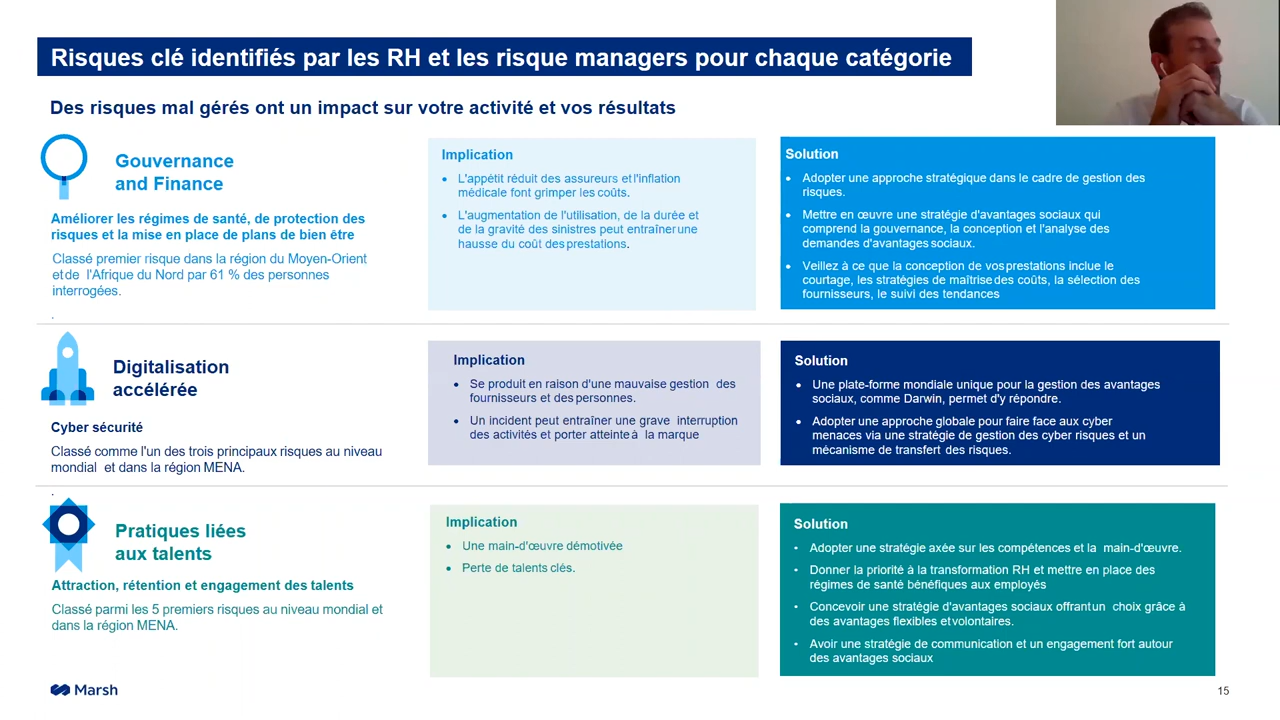 Risques clé identifiés par les RH et les risque managers pour chaque catégorie
Des risques mal gérés ont un impact sur votre activité et vos résultats
Gouvernance
and Finance
Améliorer les régimes de santé, de protection des
risques et la mise en place de plans de bien être
Classé premier risque dans la région du Moyen-Orient
et de l'Afrique du Nord par 61 % des personnes
interrogées.
.
Implication
• L'appétit réduit des assureurs et l'inflation
médicale font grimper les coûts.
• L'augmentation de l'utilisation, de la durée et
de la gravité des sinistres peut entraîner une
hausse du coût des prestations.
Solution
• Adopter une approche stratégique dans le cadre de gestion des
risques.
• Mettre en œuvre une stratégie d'avantages sociaux qui
comprend la gouvernance, la conception et l'analyse des
demandes d'avantages sociaux.
• Veillez à ce que la conception de vos prestations inclue le
courtage, les stratégies de maîtrise des coûts, la sélection des
fournisseurs, le suivi des tendances
Digitalisation
accélérée
Cyber sécurité
Classé comme l'un des trois principaux risques au niveau
mondial et dans la région MENA.
.
Implication
• Se produit en raison d'une mauvaise gestion des
fournisseurs et des personnes.
• Un incident peut entraîner une grave interruption
des activités et porter atteinte à la marque
Solution
• Une plate-forme mondiale unique pour la gestion des avantages
sociaux, comme Darwin, permet d'y répondre.
• Adopter une approche globale pour faire face aux cyber
menaces via une stratégie de gestion des cyber risques et un
mécanisme de transfert des risques.
Pratiques liées
aux talents
Attraction, rétention et engagement des talents
Classé parmi les 5 premiers risques au niveau mondial et
dans la région MENA.
Implication
• Une main-d'œuvre démotivée
• Perte de talents clés.
Solution
• Adopter une stratégie axée sur les compétences et la main-d'œuvre.
• Donner la priorité à la transformation RH et mettre en place des
régimes de santé bénéfiques aux employés
• Concevoir une stratégie d'avantages sociaux offrant un choix grâce à
des avantages flexibles et volontaires.
• Avoir une stratégie de communication et un engagement fort autour
des avantages sociaux
Marsh
15